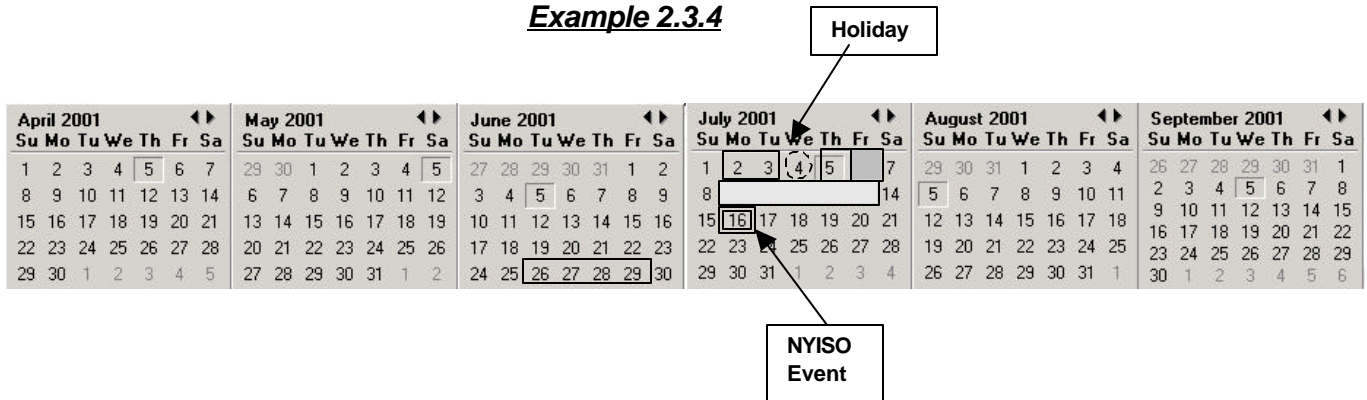 Example 2.3.4
Holiday
April 2001
Su Mo Tu We Th Fr Sa
1 2 3 4 5 6 7
8 9 10 11 12 13 14
15 16 17 18 19 20 21
22 23 24 25 26 27 28
29 30 1 2 3 4 5
May 2001
Su Mo Tu We Th Fr Sa
29 30 1 2 3 4 5
6 7 8 9 10 11 12
13 14 15 16 17 18 19
20 21 22 23 24 25 26
27 28 29 30 31 1 2
June 2001
Su Mo Tu We Th Fr Sa
27 28 29 30 31 1 2
3 4 5 6 7 8 9
10 11 12 13 14 15 16
17 18 19 20 21 22 23
24 25 26 27 28 29 30
July 2001
Su Mo Tu We Th Fr Sa
1 2 3 4 5 7
8 14
15 16 17 18 19 20 21
22 23 24 25 26 27 28
29 30 31 1 2 3 4
August 2001
Su Mo Tu We Th Fr Sa
29 30 31 1 2 3 4
5 6 7 8 9 10 11
12 13 14 15 16 17 18
19 20 21 22 23 24 25
26 27 28 29 30 31 1
September 2001
Su Mo Tu We Th Fr Sa
26 27 28 29 30 31 1
2 3 4 5 6 7 8
9 10 11 12 13 14 15
16 17 18 19 20 21 22
23 24 25 26 27 28 29
30 1 2 3 4 5 6
NYISO
Event